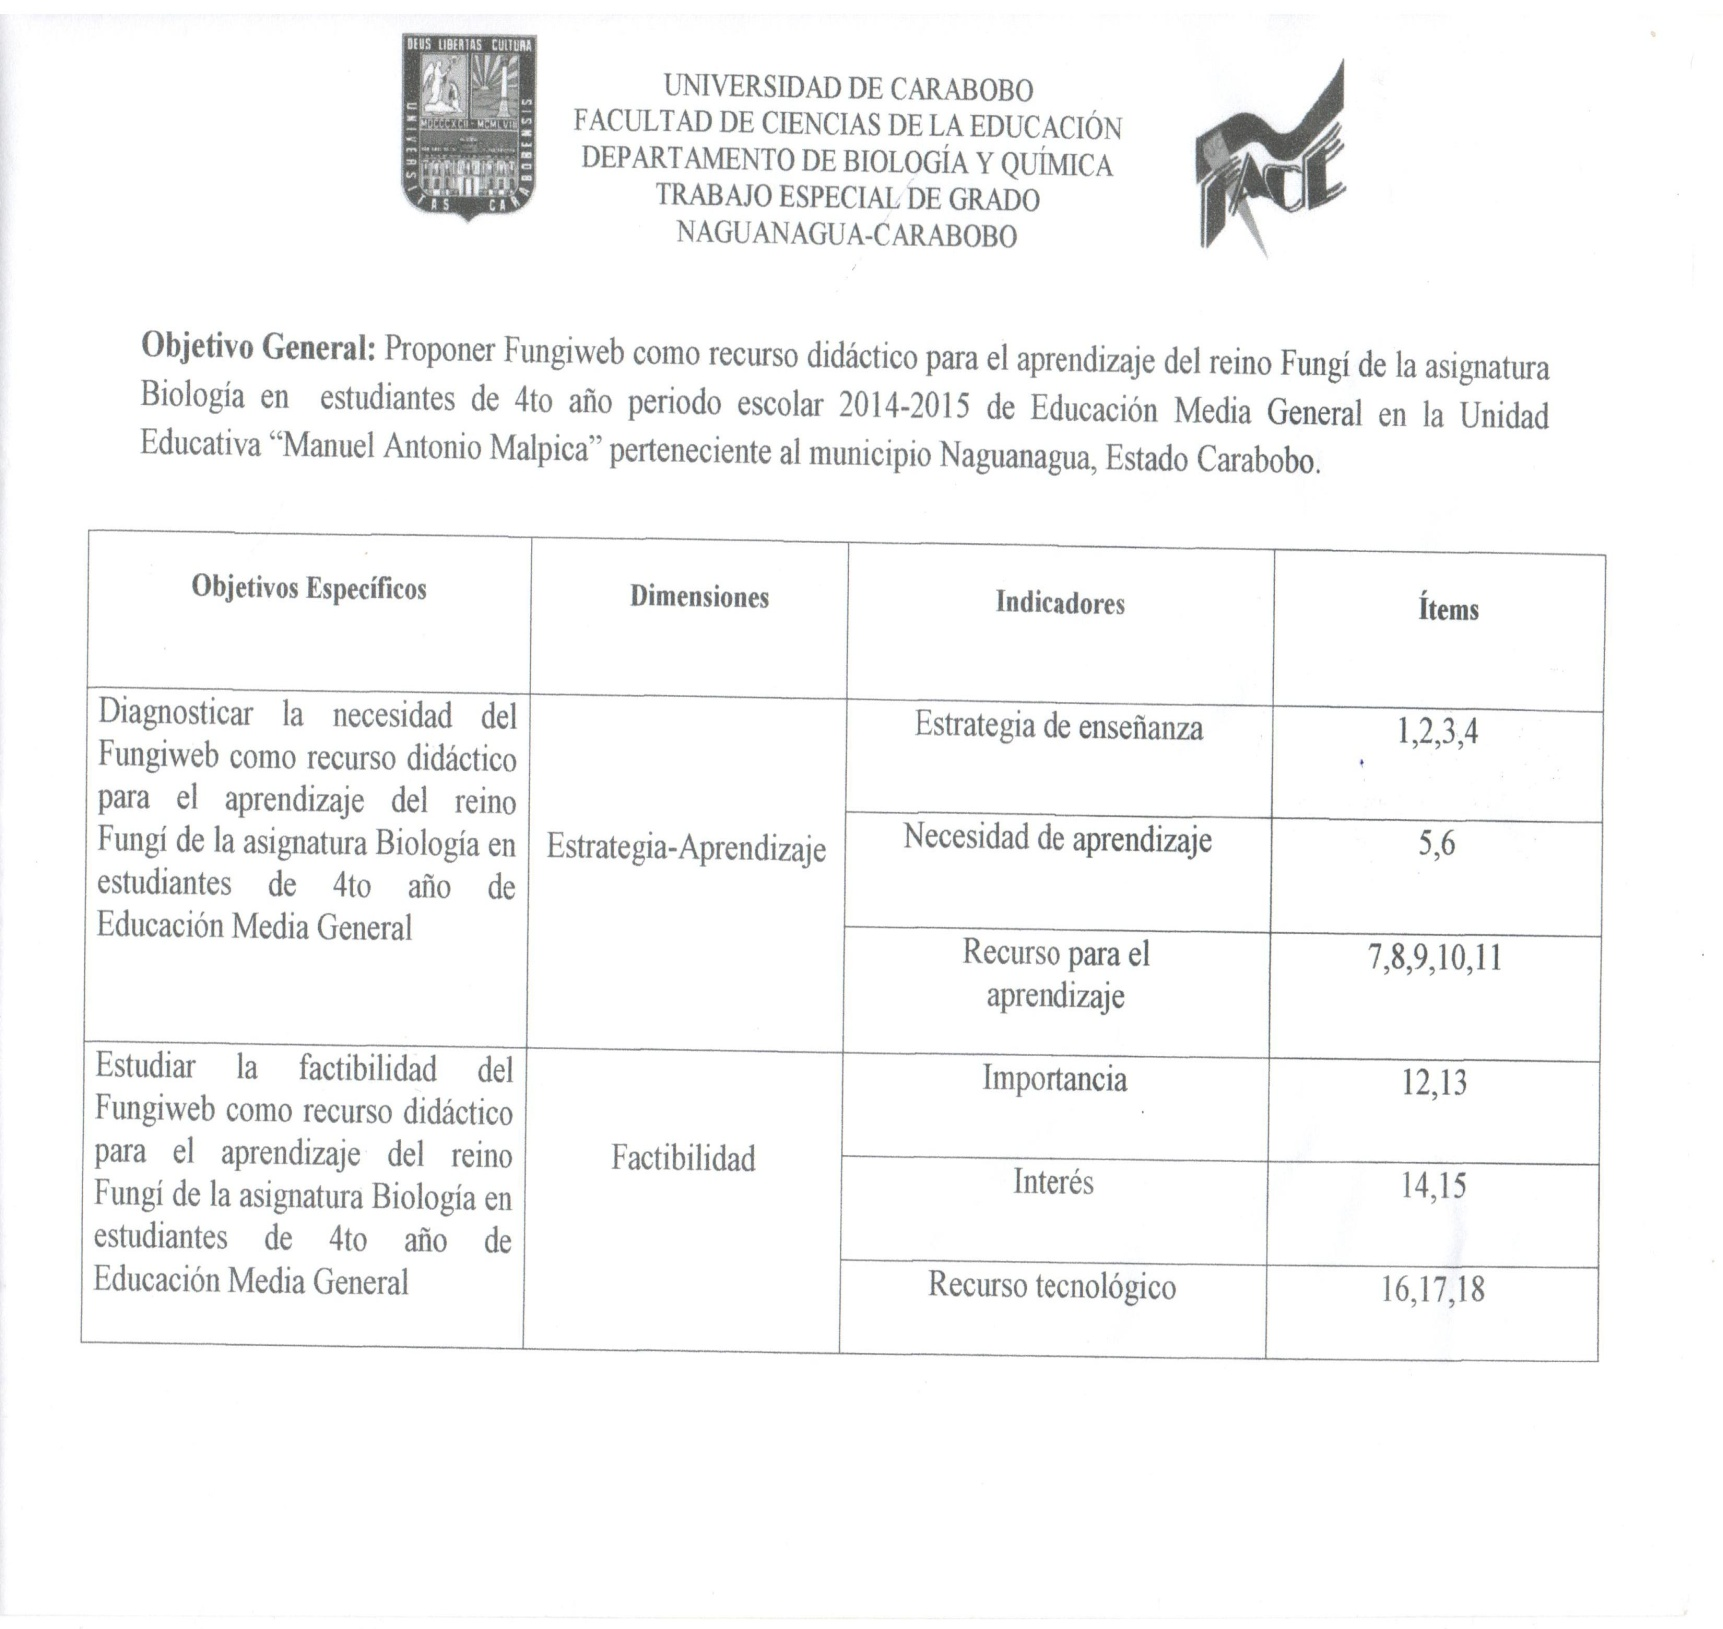 DEUS LIBERTAS CULTURA
UNIVERSITAS CARABOBENSIS
UNIVERSIDAD DE CARABOBO
FACULTAD DE CIENCIAS DE LA EDUCACIÓN
DEPARTAMENTO DE BIOLOGÍA Y QUÍMICA
TRABAJO ESPECIAL DE GRADO
NAGUANAGUA-CARABOBO
FACE
Objetivo General: Proponer Fungiweb como recurso didáctico para el aprendizaje del reino Fungí de la asignatura
Biología en estudiantes de 4to año periodo escolar 2014-2015 de Educación Media General en la Unidad
Educativa “Manuel Antonio Malpica” perteneciente al municipio Naguanagua, Estado Carabobo.
Objetivos Específicos
Dimensiones
Indicadores
Ítems
Diagnosticar la necesidad del
Fungiweb como recurso didáctico
para el aprendizaje del reino
Fungí de la asignatura Biología en
estudiantes de 4to año de
Educación Media General
Estrategia-Aprendizaje
Estrategia de enseñanza
1,2,3,4
Necesidad de aprendizaje
5,6
Recurso para el
aprendizaje
7,8,9,10,11
Estudiar la factibilidad del
Fungiweb como recurso didáctico
para el aprendizaje del reino
Fungí de la asignatura Biología en
estudiantes de 4to año de
Educación Media General
Factibilidad
Importancia
12,13
Interés
14,15
Recurso tecnológico
16,17,18